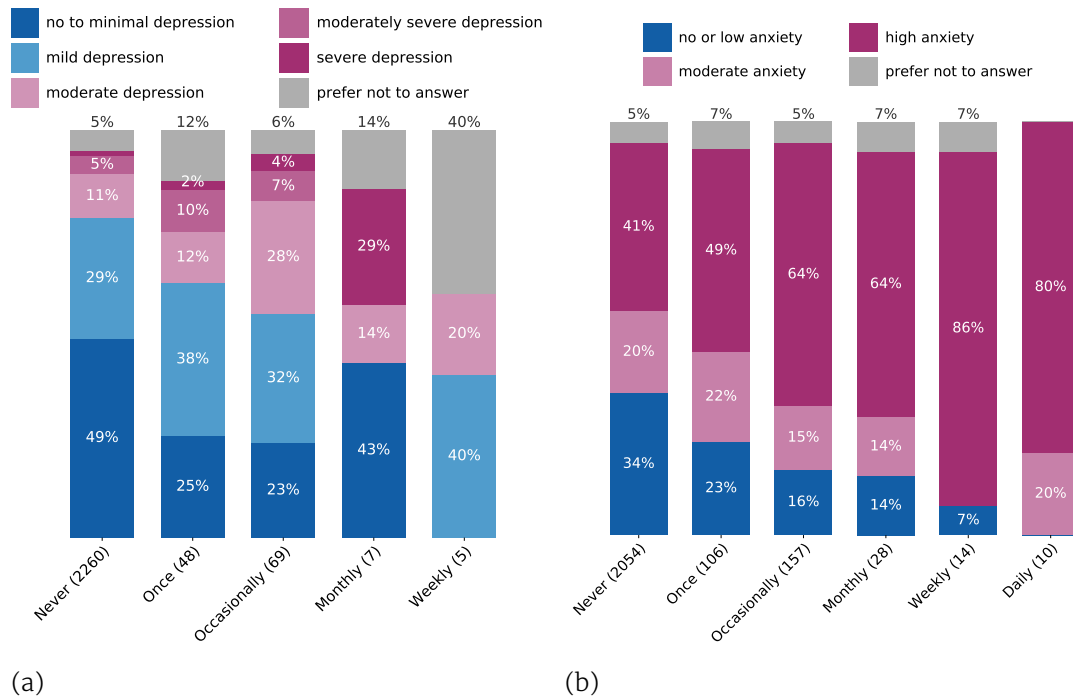 no to minimal depression
mild depression
moderate depression
moderately severe depression
severe depression
prefer not to answer
5% 12% 6% 14% 40%
5%
11%
29%
49%
2%
10%
12%
38%
25%
4%
7%
28%
32%
23%
29%
14%
43%
20%
40%
Never (2260)
Once (48)
Occasionally (69)
Monthly (7)
Weekly (5)
(a)
no or low anxiety
moderate anxiety
high anxiety
prefer not to answer
5% 7% 5% 7% 7%
41%
20%
34%
49%
22%
23%
64%
15%
16%
64%
14%
14%
86%
7%
80%
20%
Never (2054)
Once (106)
Occasionally (157)
Monthly (28)
Weekly (14)
Daily (10)
(b)